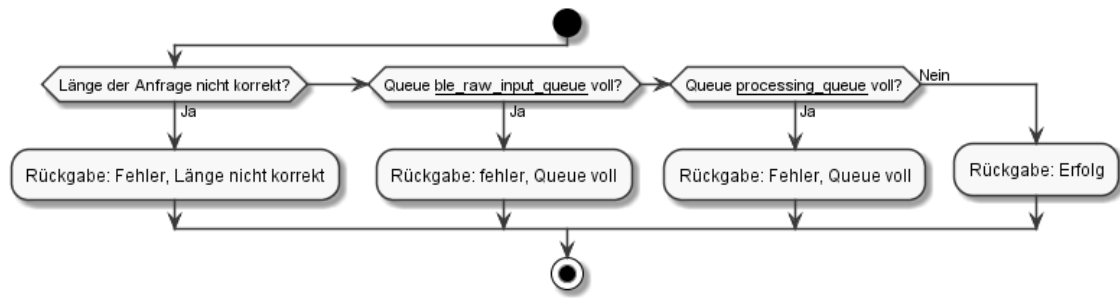 Länge der Anfrage nicht korrekt?
Queue ble_raw_input_queue voll?
Queue processing_queue voll?
Nein
Ja
Ja
Ja
Rückgabe: Fehler, Länge nicht korrekt
Rückgabe: fehler, Queue voll
Rückgabe: Fehler, Queue voll
Rückgabe: Erfolg